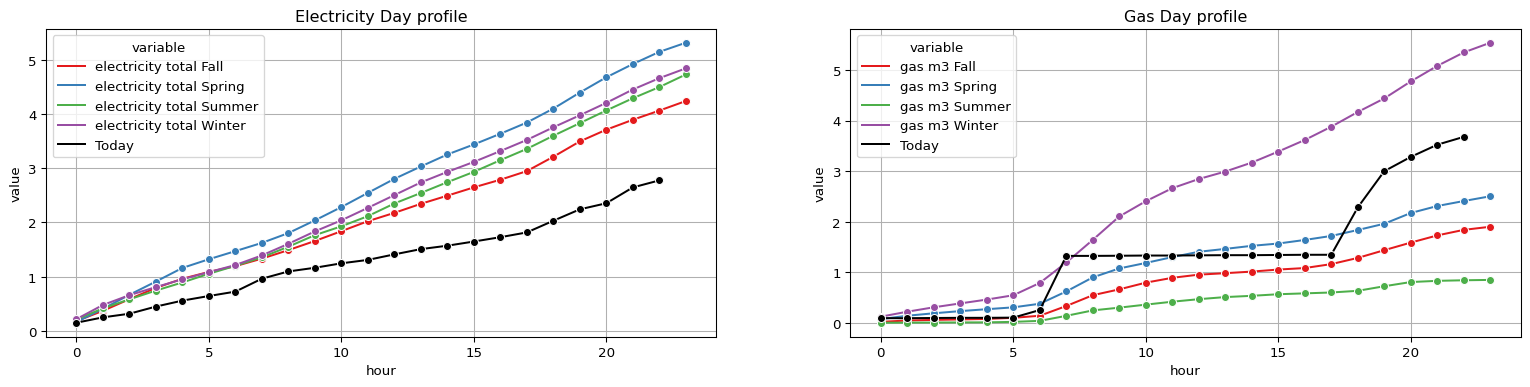 Electricity Day profile
variable
electricity total Fall
electricity total Spring
electricity total Summer
electricity total Winter
Today
value
5
4
3
2
1
0
0 5 10 15 20
hour
Gas Day profile
variable
gas m3 Fall
gas m3 Spring
gas m3 Summer
gas m3 Winter
Today
value
5
4
3
2
1
0
0 5 10 15 20
hour